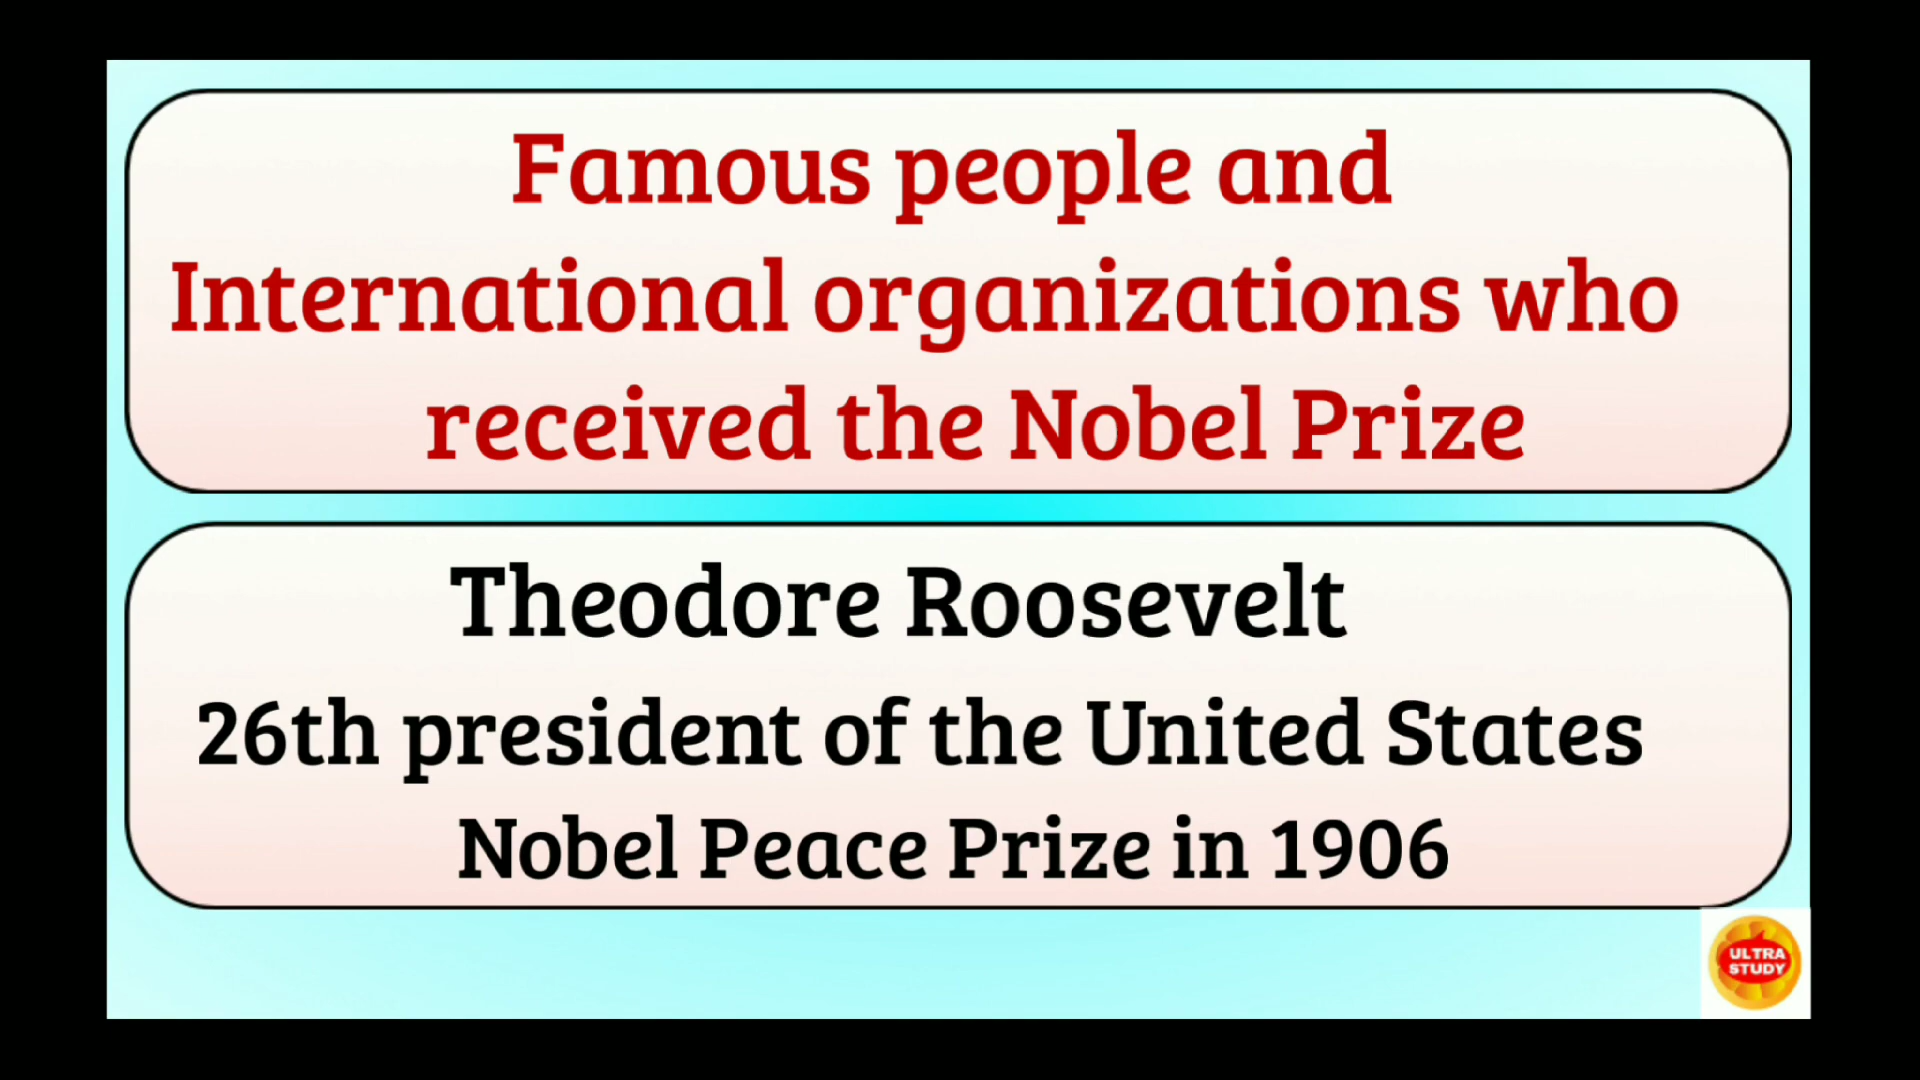 Famous people and
International organizations who
received the Nobel Prize
Theodore Roosevelt
26th president of the United States
Nobel Peace Prize in 1906
ULTRA
STUDY